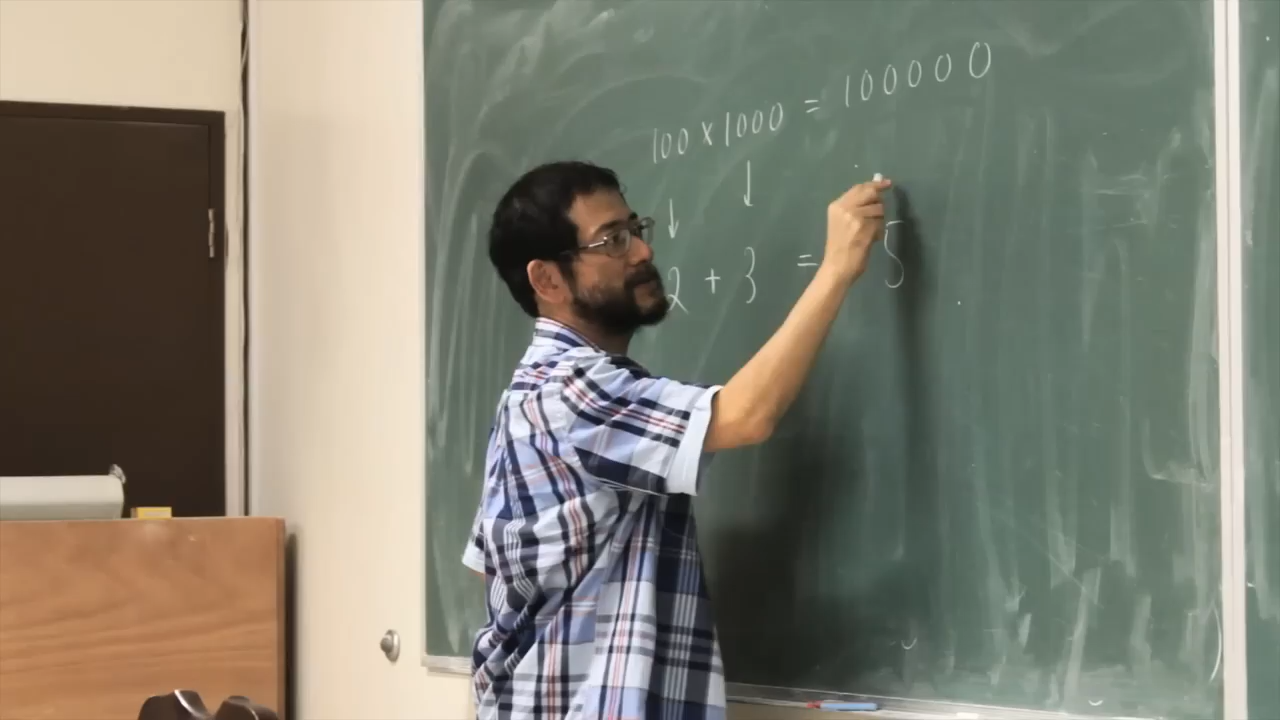 100 × 1000 = 100000
↓ ↓
2 + 3 = 5